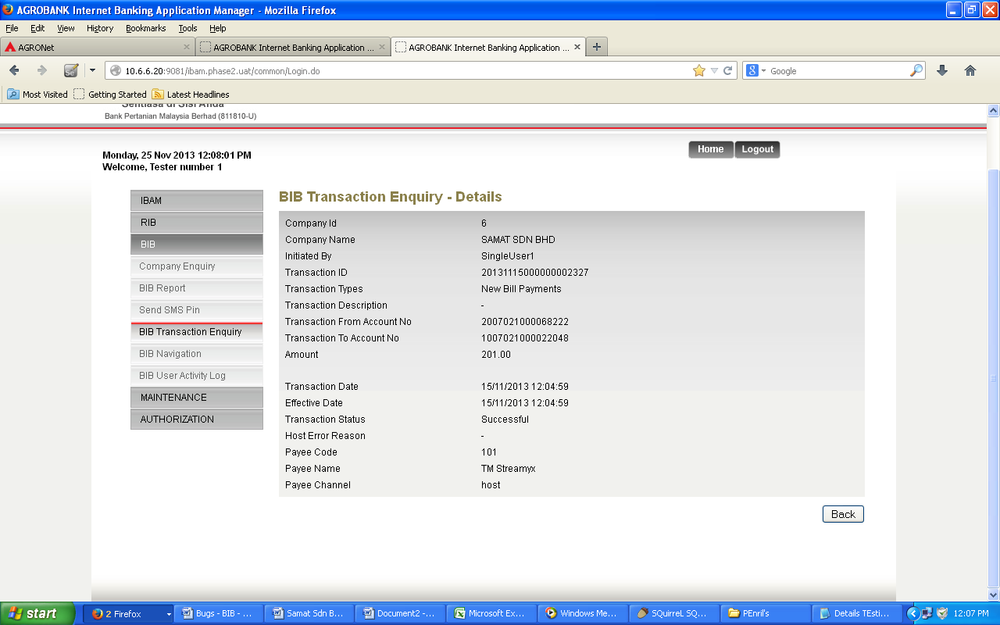 AGROBANK Internet Banking Application Manager - Mozilla Firefox
File Edit View History Bookmarks Tools Help
AGRONet
AGROBANK Internet Banking Application ...
AGROBANK Internet Banking Application ...
10.6.6.20:9081/ibam.phase2.uat/common/Login.do
Google
Most Visited Getting Started Latest Headlines
Sentiasa di Sisi Anda
Bank Pertanian Malaysia Berhad (811810-U)
Home Logout
Monday, 25 Nov 2013 12:08:01 PM
Welcome, Tester number 1
IBAM
RIB
BIB
Company Enquiry
BIB Report
Send SMS Pin
BIB Transaction Enquiry
BIB Navigation
BIB User Activity Log
MAINTENANCE
AUTHORIZATION
BIB Transaction Enquiry - Details
Company Id 6
Company Name SAMAT SDN BHD
Initiated By SingleUser1
Transaction ID 20131115000000002327
Transaction Types New Bill Payments
Transaction Description -
Transaction From Account No 2007021000068222
Transaction To Account No 1007021000022048
Amount 201.00
Transaction Date 15/11/2013 12:04:59
Effective Date 15/11/2013 12:04:59
Transaction Status Successful
Host Error Reason -
Payee Code 101
Payee Name TM Streamyx
Payee Channel host
Back
start 2 Firefox Bugs - BIB - ... Samat Sdn B... Document2 - ... Microsoft Ex... Windows Me... SQuirreL SQ... PEnril's Details TEsti... 12:07 PM